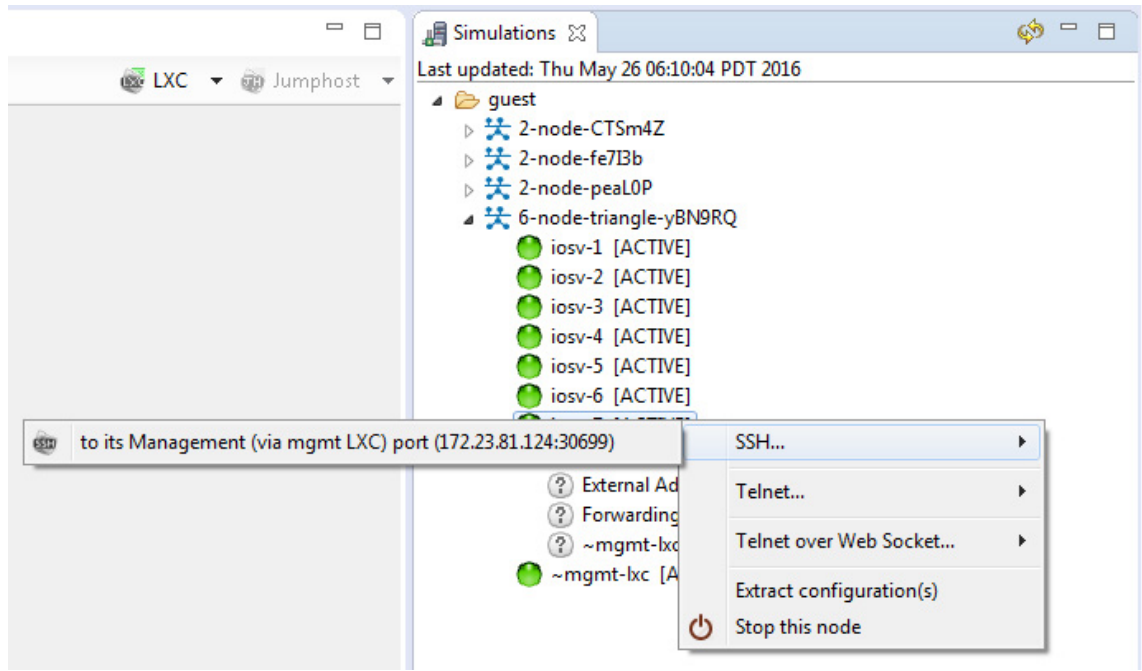 Simulations
LXC Jumphost
Last updated: Thu May 26 06:10:04 PDT 2016
guest
2-node-CTSm4Z
2-node-fe7I3b
2-node-peaL0P
6-node-triangle-yBN9RQ
iosv-1 [ACTIVE]
iosv-2 [ACTIVE]
iosv-3 [ACTIVE]
iosv-4 [ACTIVE]
iosv-5 [ACTIVE]
iosv-6 [ACTIVE]
SSH to its Management (via mgmt LXC) port (172.23.81.124:30699)
SSH...
External Ad
Telnet...
Forwarding
~mgmt-lxc
Telnet over Web Socket...
~mgmt-lxc [A
Extract configuration(s)
Stop this node